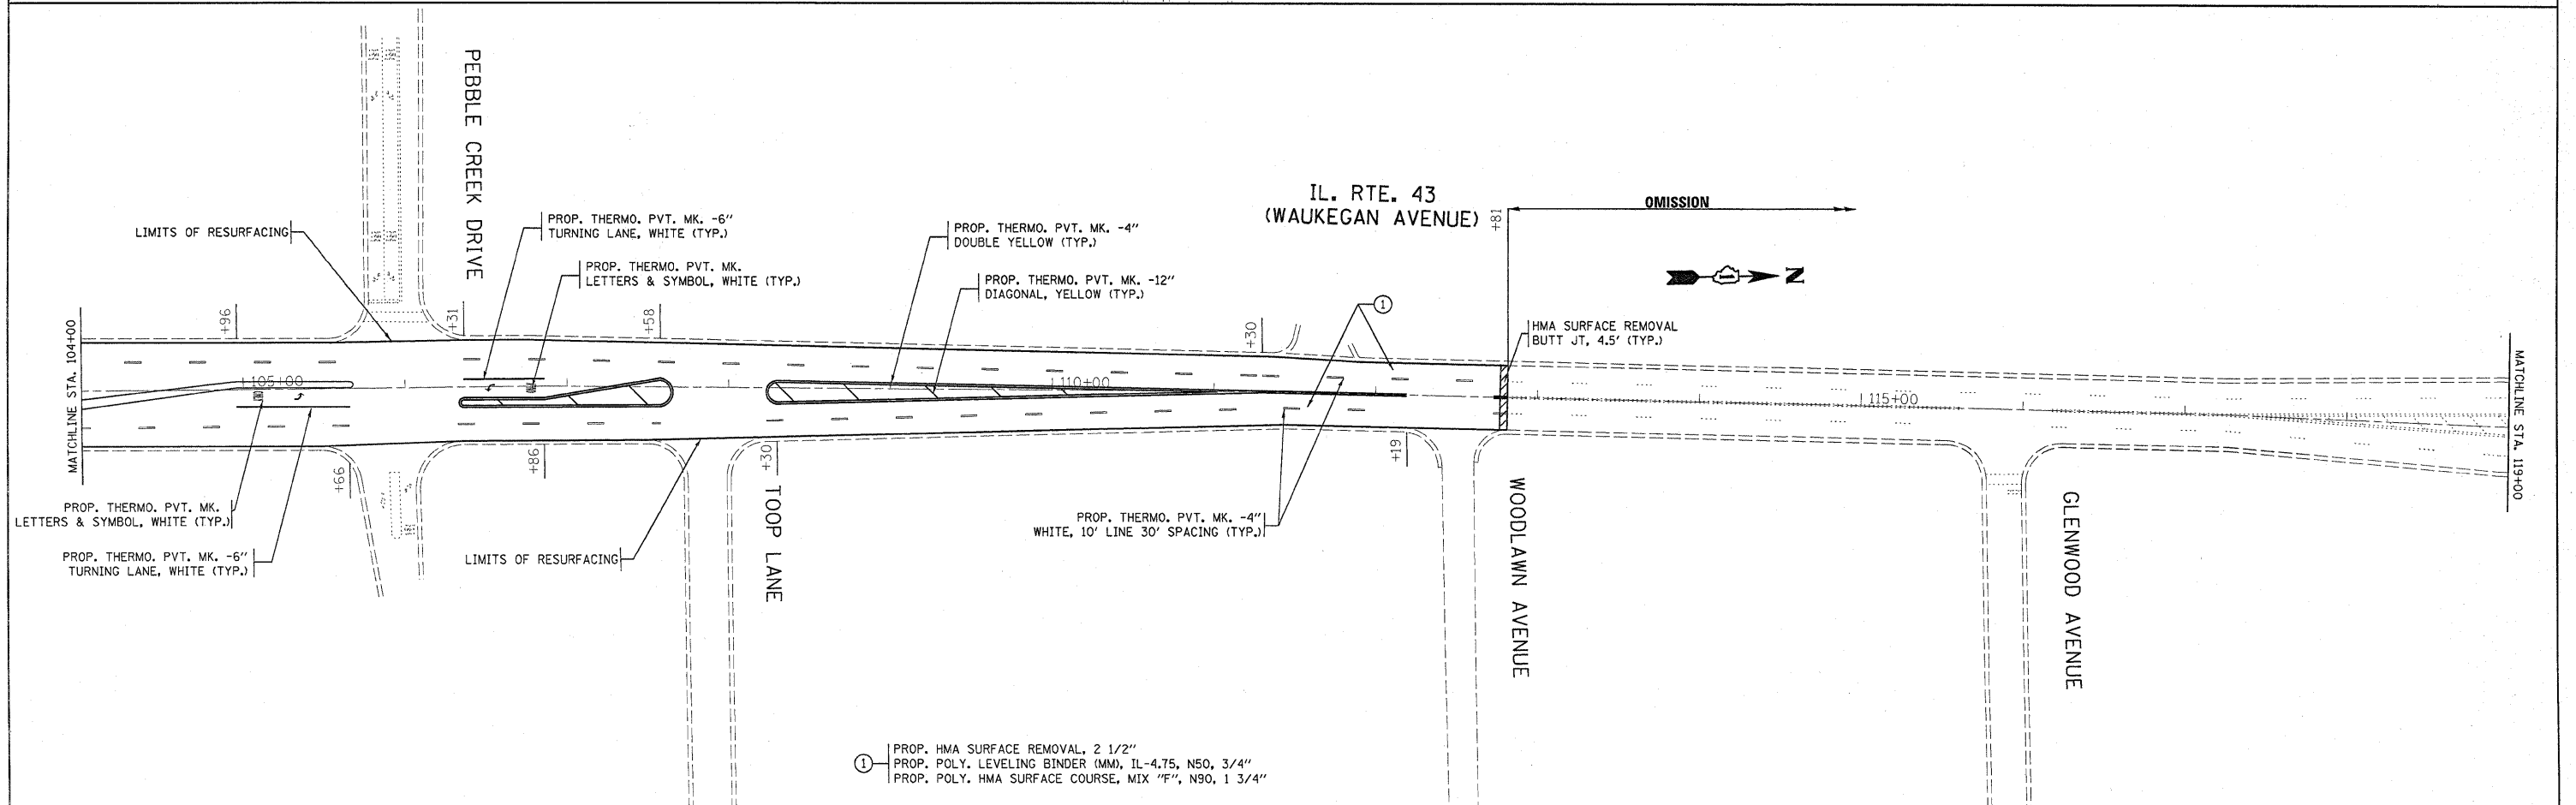 PEBBLE CREEK DRIVE
IL. RTE. 43
(WAUKEGAN AVENUE)
+81
OMISSION
LIMITS OF RESURFACING
PROP. THERMO. PVT. MK. -6"
TURNING LANE, WHITE (TYP.)
PROP. THERMO. PVT. MK.
LETTERS & SYMBOL, WHITE (TYP.)
PROP. THERMO. PVT. MK. -4"
DOUBLE YELLOW (TYP.)
PROP. THERMO. PVT. MK. -12"
DIAGONAL, YELLOW (TYP.)
1
N
HMA SURFACE REMOVAL
BUTT JT, 4.5' (TYP.)
MATCHLINE STA. 104+00
+96
+31
+58
+30
105+00
110+00
115+00
MATCHLINE STA. 119+00
+66
+86
+30
+19
PROP. THERMO. PVT. MK.
LETTERS & SYMBOL, WHITE (TYP.)
PROP. THERMO. PVT. MK. -6"
TURNING LANE, WHITE (TYP.)
LIMITS OF RESURFACING
TOOP LANE
PROP. THERMO. PVT. MK. -4"
WHITE, 10' LINE 30' SPACING (TYP.)
WOODLAWN AVENUE
GLENWOOD AVENUE
1
PROP. HMA SURFACE REMOVAL, 2 1/2"
PROP. POLY. LEVELING BINDER (MM), IL-4.75, N50, 3/4"
PROP. POLY. HMA SURFACE COURSE, MIX "F", N90, 1 3/4"